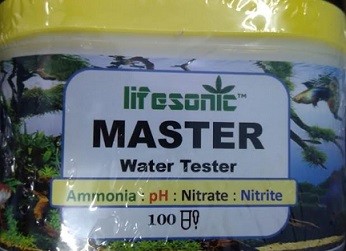 lifesonic™
MASTER
Water Tester
Ammonia : pH : Nitrate : Nitrite
100